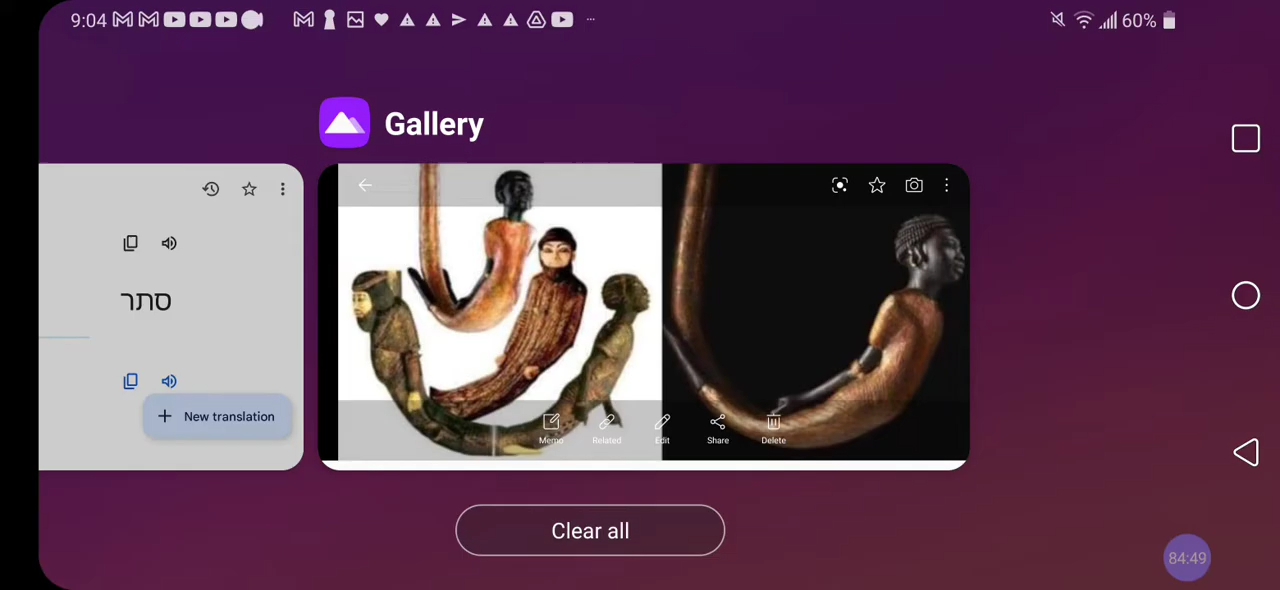 9:04
60%
Gallery
סתר
+ New translation
Memo Related Edit Share Delete
Clear all
84:49